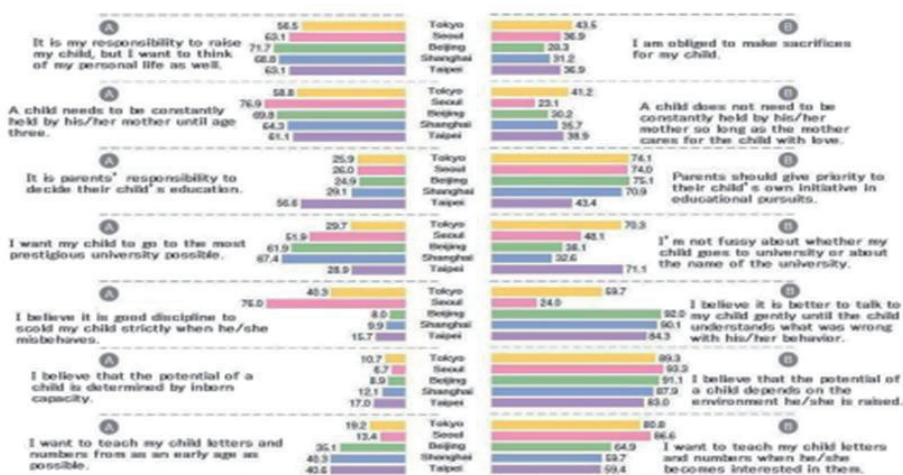 A
B
It is my responsibility to raise
my child, but I want to think
of my personal life as well.
56.5 Tokyo 43.5
63.1 Seoul 36.9
71.7 Beijing 28.3
68.8 Shanghai 31.2
63.1 Taipei 36.9
I am obliged to make sacrifices
for my child.
A
B
A child needs to be constantly
held by his/her mother until age
three.
58.8 Tokyo 41.2
76.9 Seoul 23.1
69.8 Beijing 30.2
64.3 Shanghai 35.7
61.1 Taipei 38.9
A child does not need to be
constantly held by his/her
mother so long as the mother
cares for the child with love.
A
B
It is parents' responsibility to
decide their child's education.
25.9 Tokyo 74.1
26.0 Seoul 74.0
24.9 Beijing 75.1
29.1 Shanghai 70.9
56.6 Taipei 43.4
Parents should give priority to
their child's own initiative in
educational pursuits.
A
B
I want my child to go to the most
prestigious university possible.
29.7 Tokyo 70.3
51.9 Seoul 48.1
61.9 Beijing 38.1
67.4 Shanghai 32.6
28.9 Taipei 71.1
I'm not fussy about whether my
child goes to university or about
the name of the university.
A
B
I believe it is good discipline to
scold my child strictly when he/she
misbehaves.
40.3 Tokyo 59.7
76.0 Seoul 24.0
8.0 Beijing 92.0
9.9 Shanghai 90.1
15.7 Taipei 84.3
I believe it is better to talk to
my child gently until the child
understands what was wrong
with his/her behavior.
A
B
I believe that the potential of a
child is determined by inborn
capacity.
10.7 Tokyo 89.3
6.7 Seoul 93.3
8.9 Beijing 91.1
12.1 Shanghai 87.9
17.0 Taipei 83.0
I believe that the potential of
a child depends on the
environment he/she is raised.
A
B
I want to teach my child letters and
numbers from as an early age as
possible.
19.2 Tokyo 80.8
13.4 Seoul 86.6
35.1 Beijing 64.9
40.3 Shanghai 59.7
40.6 Taipei 59.4
I want to teach my child letters
and numbers when he/she
becomes interested in them.